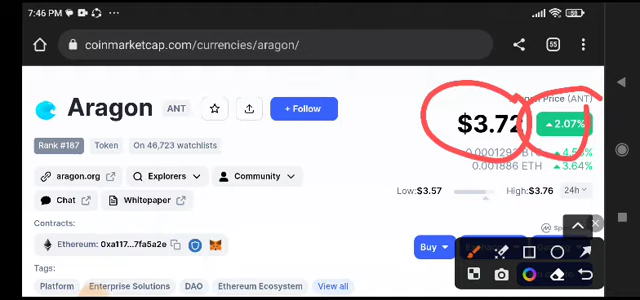 7:46 PM
53
coinmarketcap.com/currencies/aragon/
55
Aragon ANT + Follow
Price (ANT)
$3.72 2.07%
Rank #187 Token On 46,723 watchlists
0.001886 ETH 3.64%
aragon.org Explorers Community
Low: $3.57 High: $3.76 24h
Chat Whitepaper
Contracts:
Ethereum: 0xa117...7fa5a2e
Buy
Tags:
Platform Enterprise Solutions DAO Ethereum Ecosystem View all